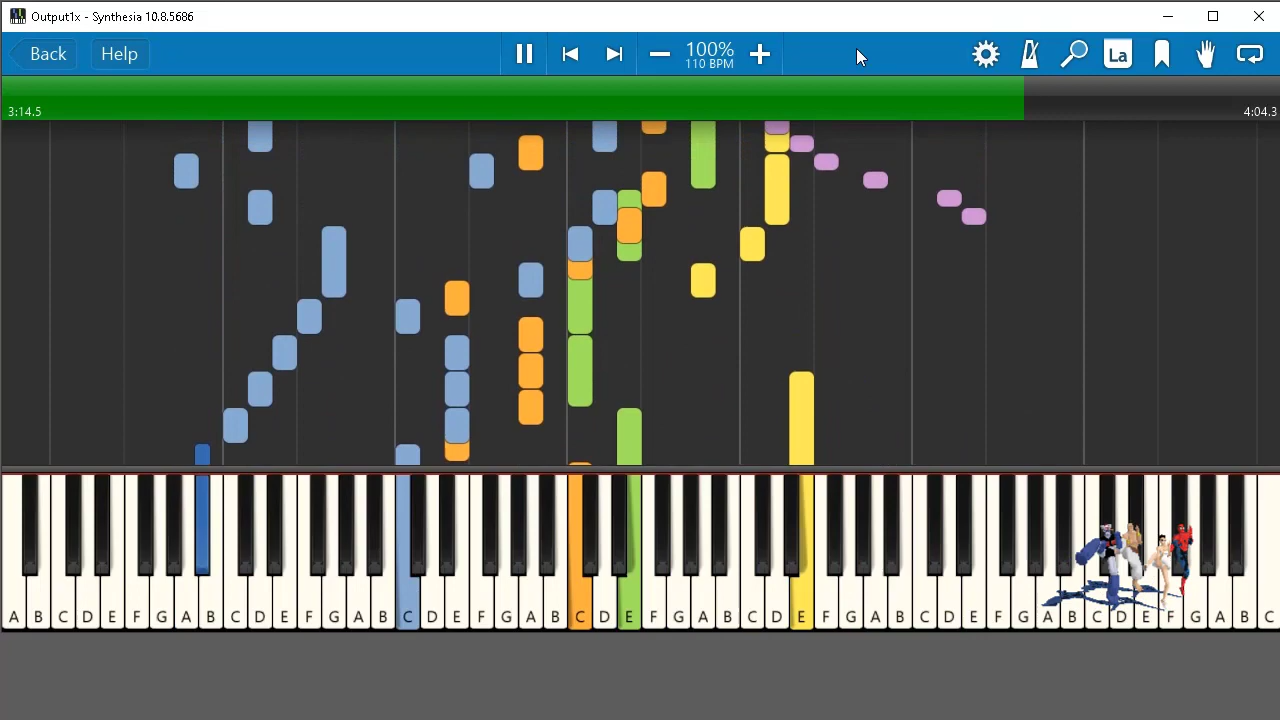 Output1x - Synthesia 10.8.5686
Back
Help
100%
110 BPM
La
3:14.5
4:04.3
A B C D E F G A B C D E F G A B C D E F G A B C D E F G A B C D E F G A B C D E F G A B C D E F G A B C